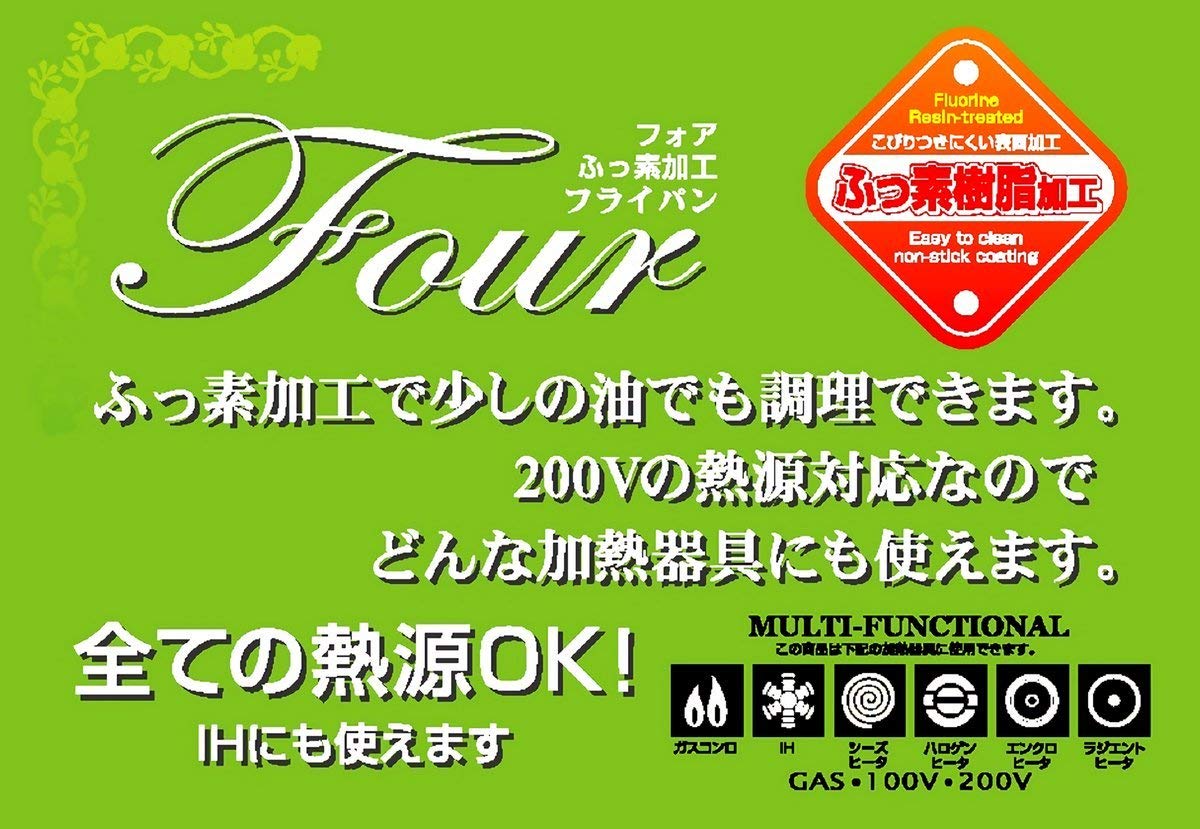 Four
フォア
ふっ素加工
フライパン
Fluorine
Resin-treated
こびりつきにくい表面加工
ふっ素樹脂加工
Easy to clean
non-stick coating
ふっ素加工で少しの油でも調理できます。
200Vの熱源対応なので
どんな加熱器具にも使えます。
全ての熱源OK!
IHにも使えます
MULTI-FUNCTIONAL
この商品は下記の加熱器具に使用できます。
ガスコンロ
IH
シーズ
ヒータ
ハロゲン
ヒータ
エンクロ
ヒータ
ラジエント
ヒータ
GAS・100V・200V